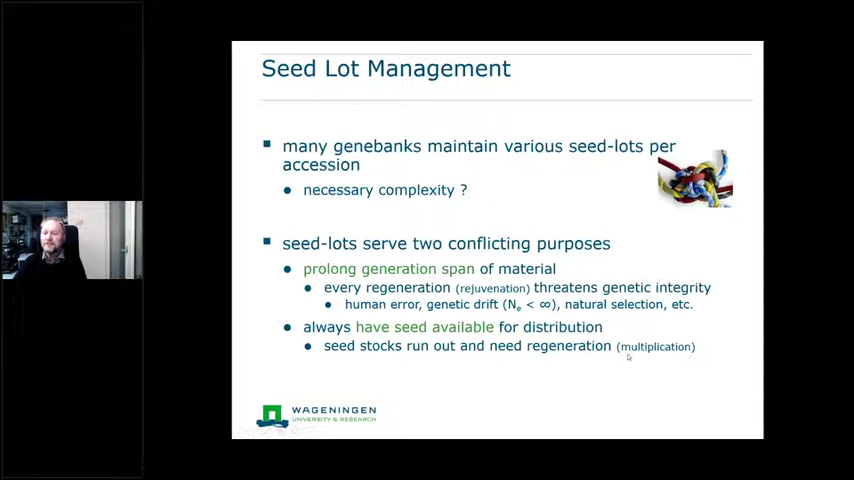 Seed Lot Management
many genebanks maintain various seed-lots per
accession
necessary complexity ?
seed-lots serve two conflicting purposes
prolong generation span of material
every regeneration (rejuvenation) threatens genetic integrity
human error, genetic drift (Ne < ∞), natural selection, etc.
always have seed available for distribution
seed stocks run out and need regeneration (multiplication)
WAGENINGEN
UNIVERSITY & RESEARCH